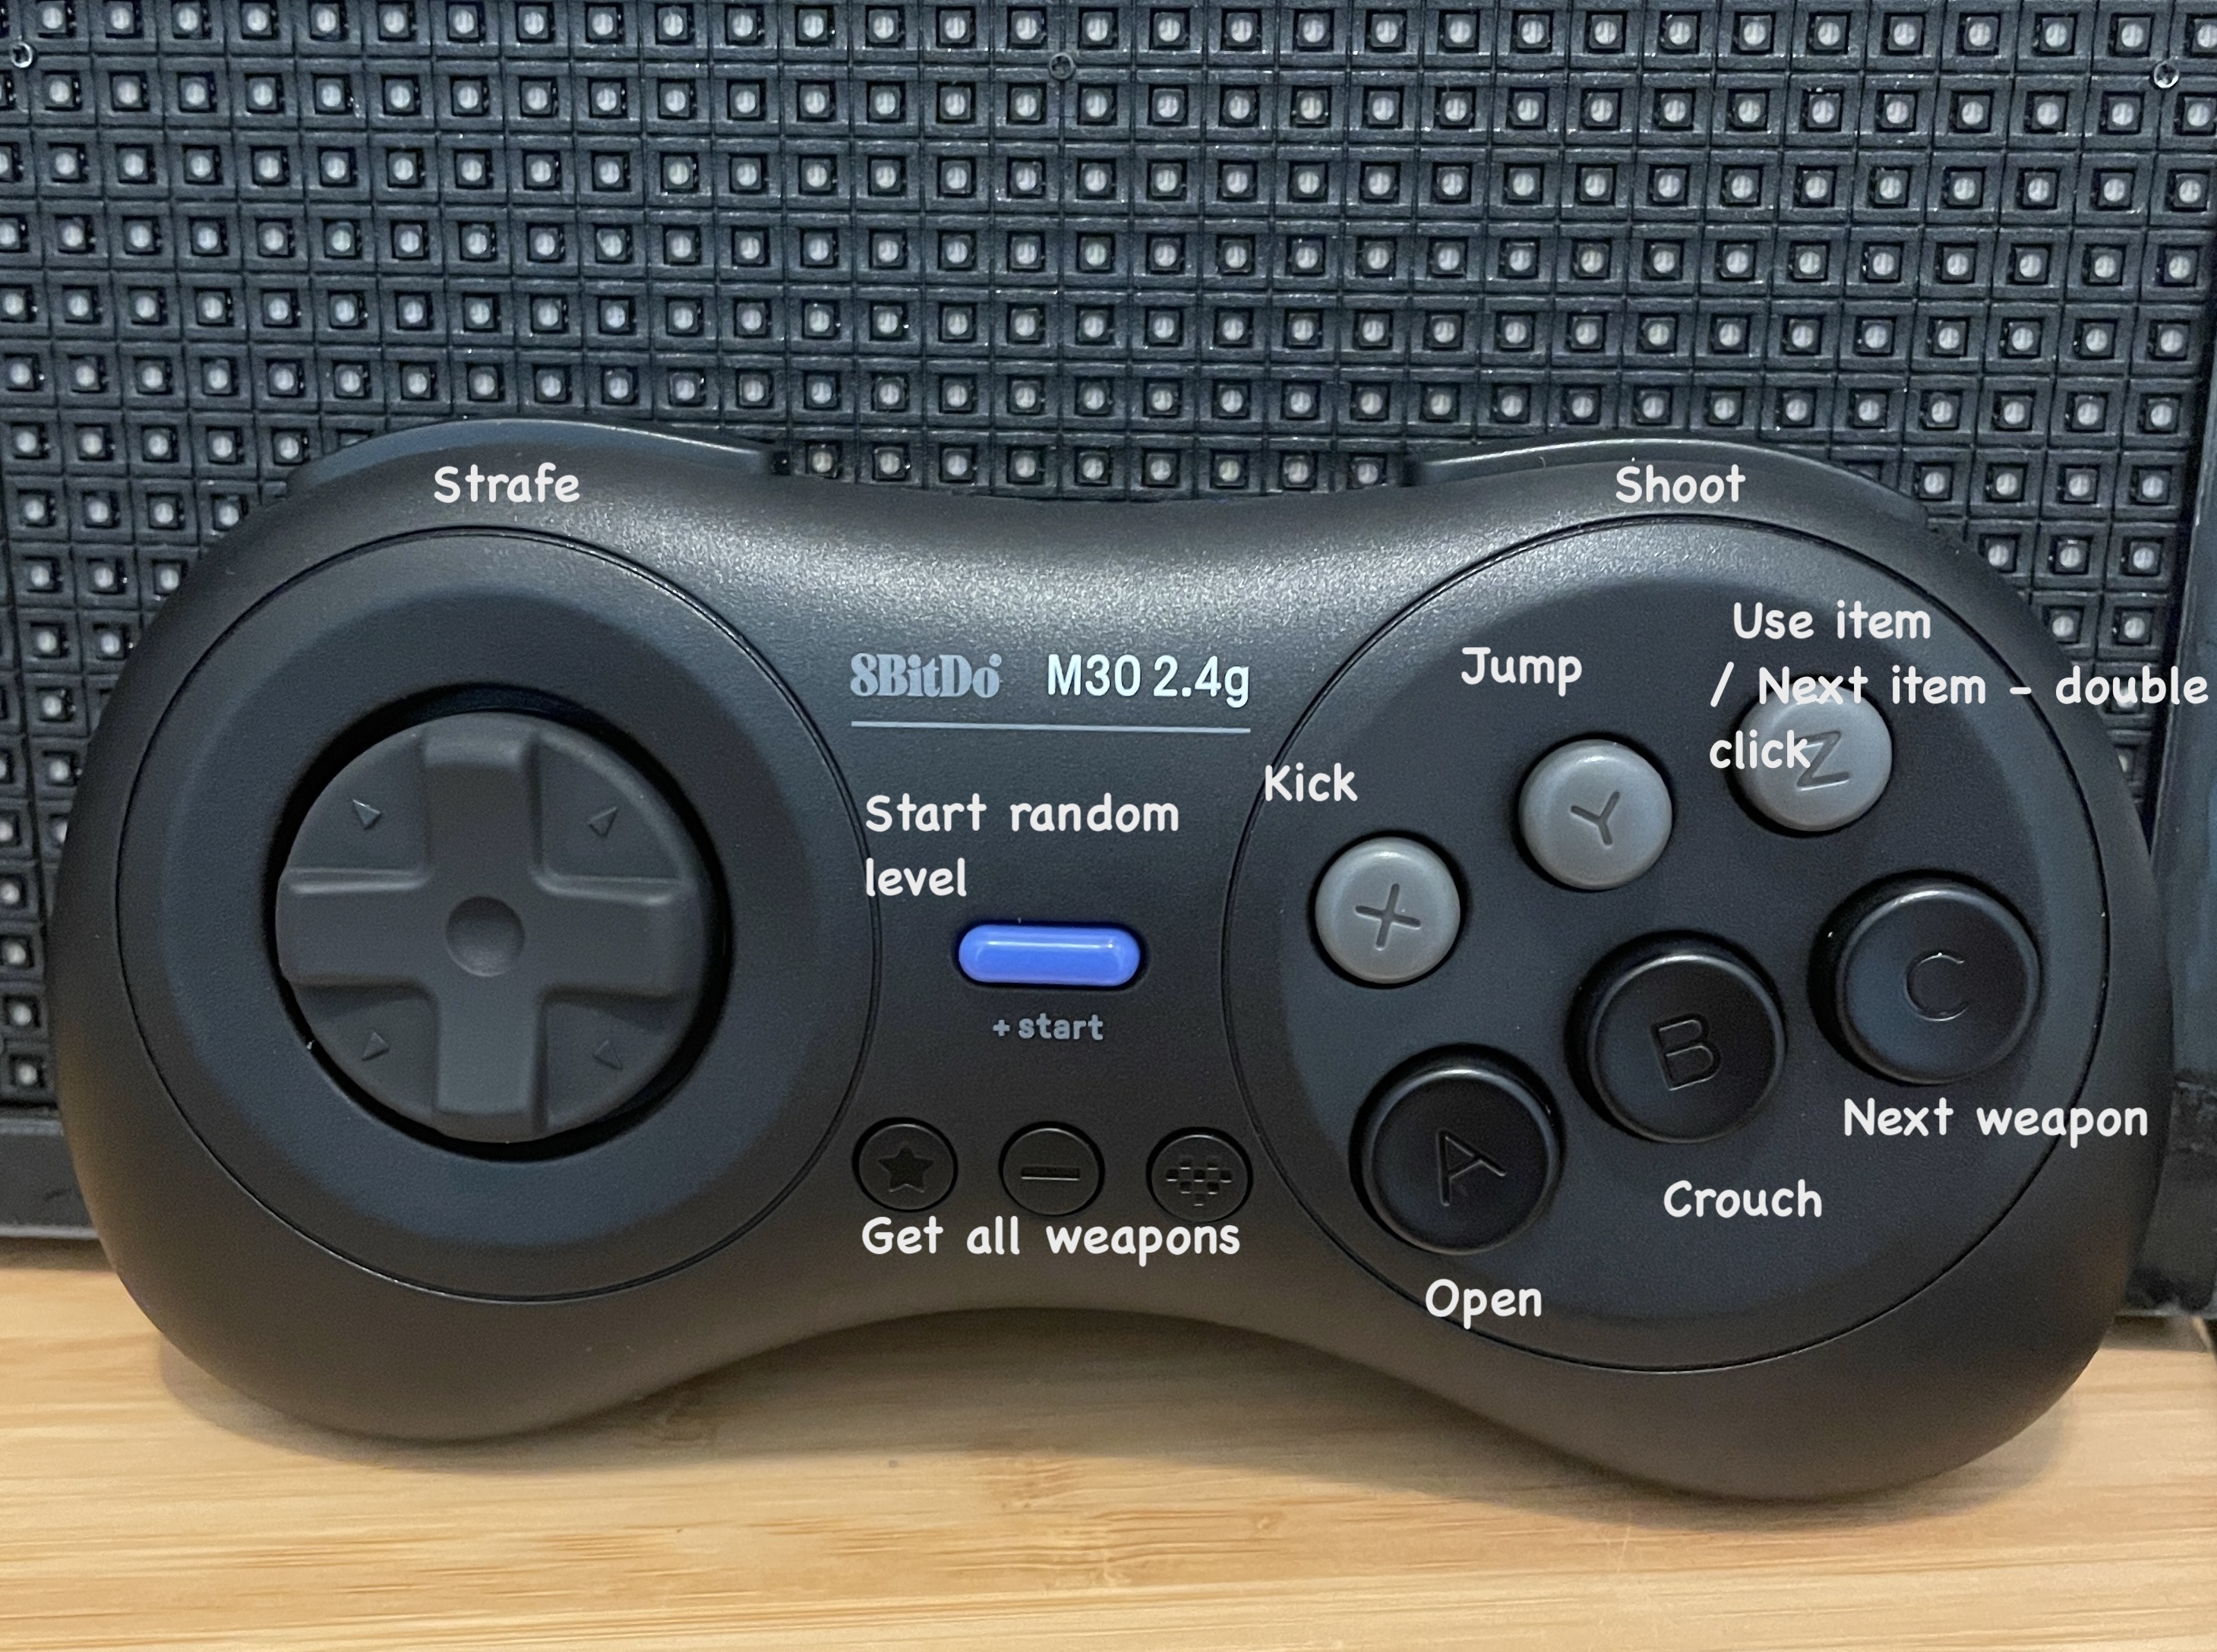 Strafe
Shoot
Use item
/ Next item - double
click
Jump
8BitDo M30 2.4g
Kick
Start random
level
Z
Y
X
C
+ start
B
A
Next weapon
Crouch
Get all weapons
Open